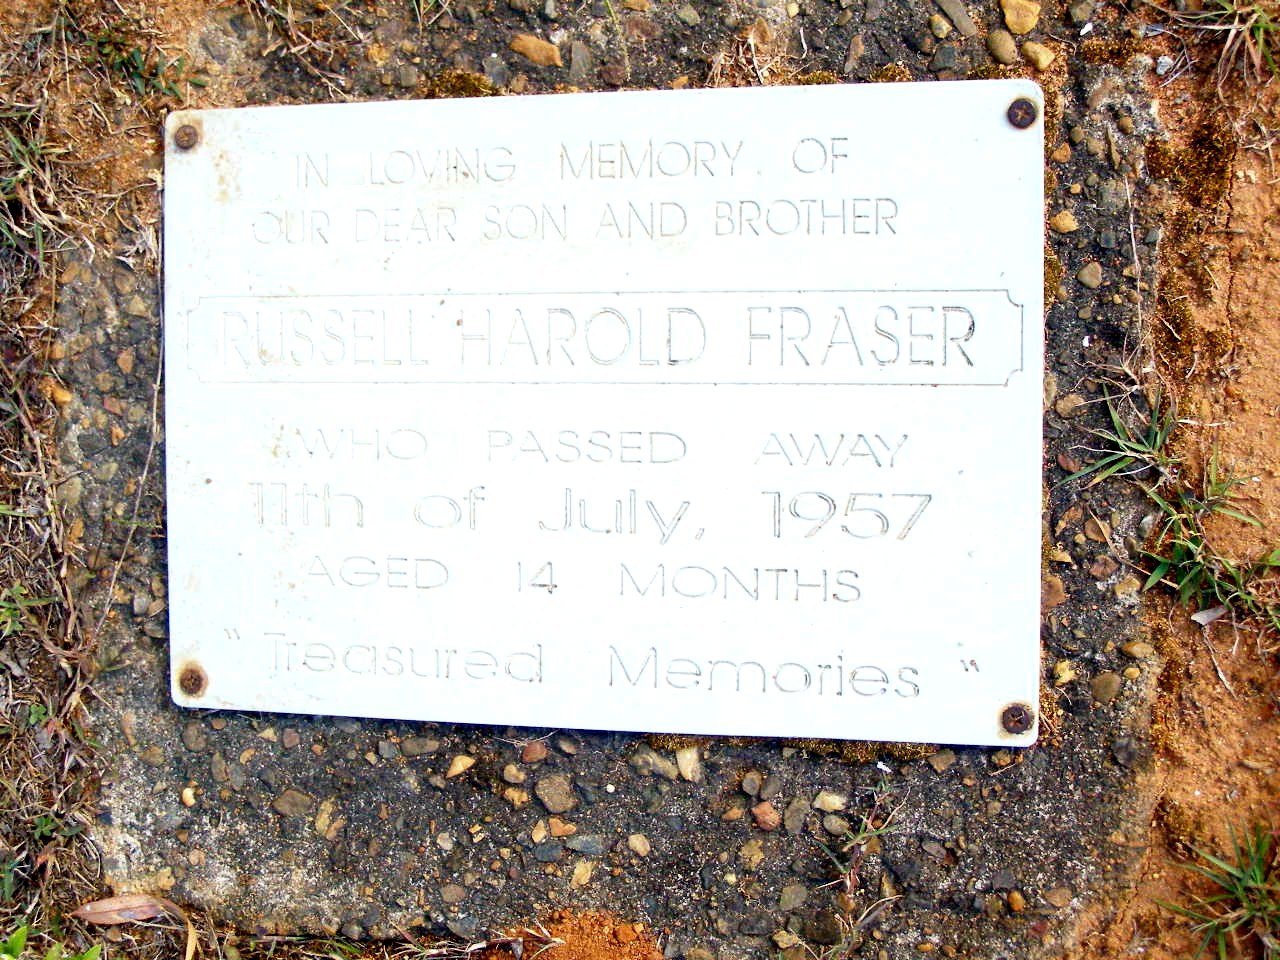 IN LOVING MEMORY OF
OUR DEAR SON AND BROTHER
RUSSELL HAROLD FRASER
WHO PASSED AWAY
11th of July, 1957
AGED 14 MONTHS
"Treasured Memories"